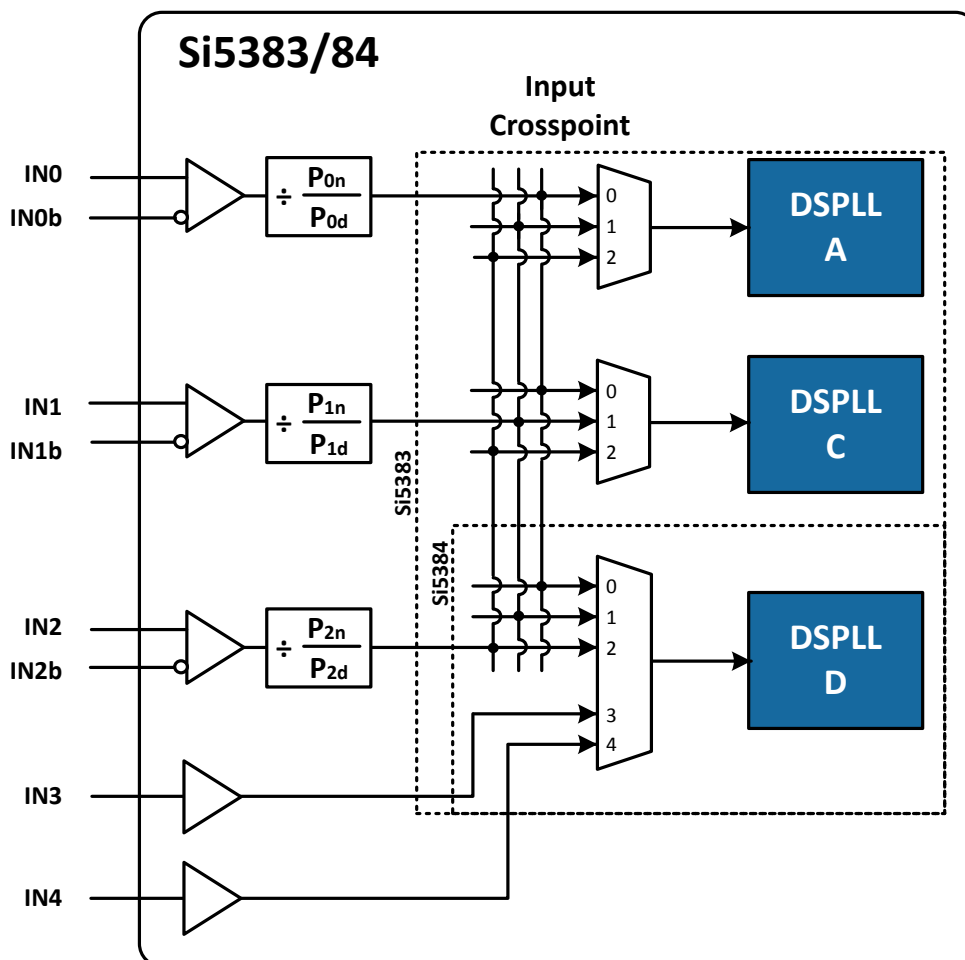 Si5383/84
Input
Crosspoint
IN0
IN0b
÷ P0n
P0d
0
1
2
DSPLL
A
IN1
IN1b
÷ P1n
P1d
0
1
2
DSPLL
C
Si5383
Si5384
IN2
IN2b
÷ P2n
P2d
0
1
2
3
4
DSPLL
D
IN3
IN4